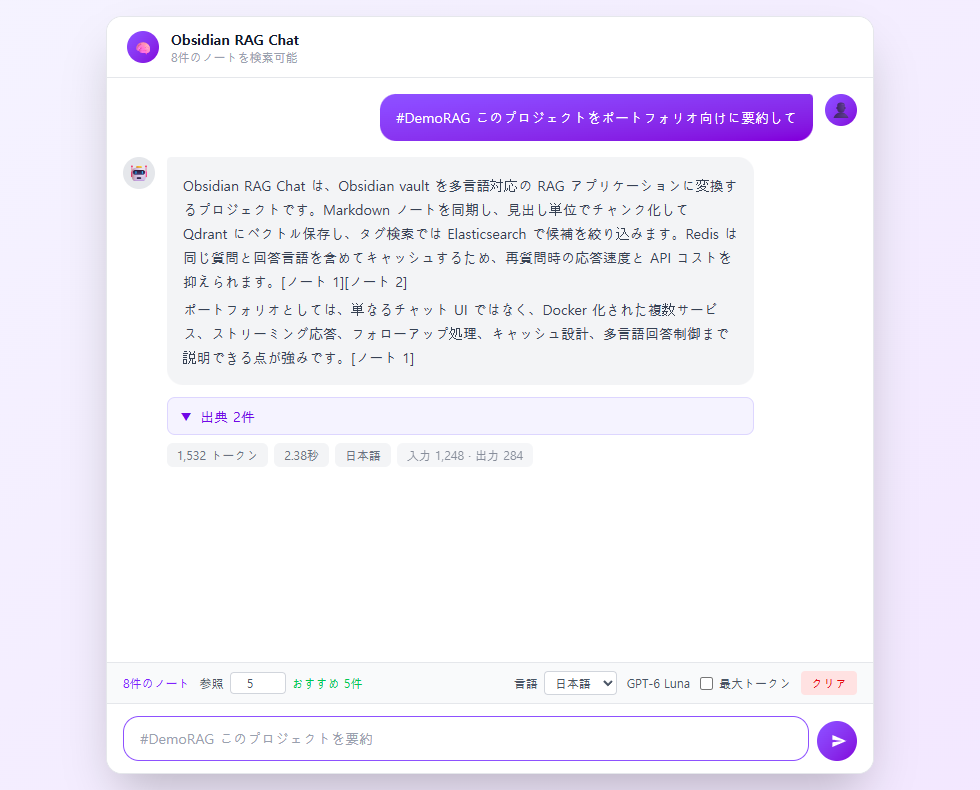 Obsidian RAG Chat
8件のノートを検索可能
#DemoRAG このプロジェクトをポートフォリオ向けに要約して
Obsidian RAG Chat は、Obsidian vault を多言語対応の RAG アプリケーションに変換す
るプロジェクトです。Markdown ノートを同期し、見出し単位でチャンク化して
Qdrant にベクトル保存し、タグ検索では Elasticsearch で候補を絞り込みます。Redis は
同じ質問と回答言語を含めてキャッシュするため、再質問時の応答速度と API コストを
抑えられます。[ノート 1][ノート 2]
ポートフォリオとしては、単なるチャット UI ではなく、Docker 化された複数サービ
ス、ストリーミング応答、フォローアップ処理、キャッシュ設計、多言語回答制御まで
説明できる点が強みです。[ノート 1]
▼ 出典 2件
1,532 トークン 2.38秒 日本語 入力 1,248 · 出力 284
8件のノート 参照 5 おすすめ 5件 言語 日本語 GPT-6 Luna 最大トークン クリア
#DemoRAG このプロジェクトを要約